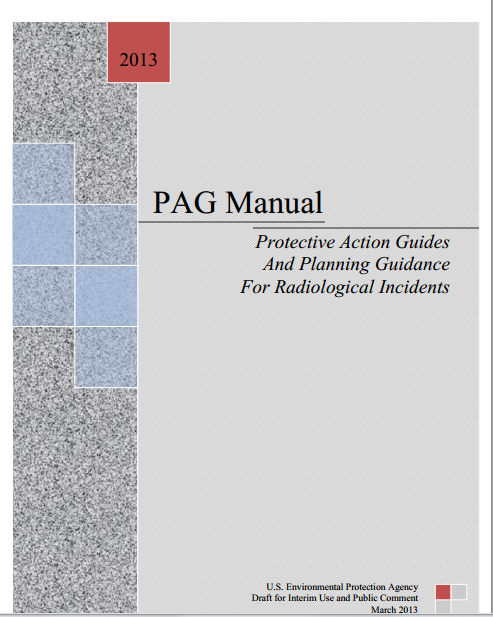 2013
PAG Manual
Protective Action Guides
And Planning Guidance
For Radiological Incidents
U.S. Environmental Protection Agency
Draft for Interim Use and Public Comment
March 2013